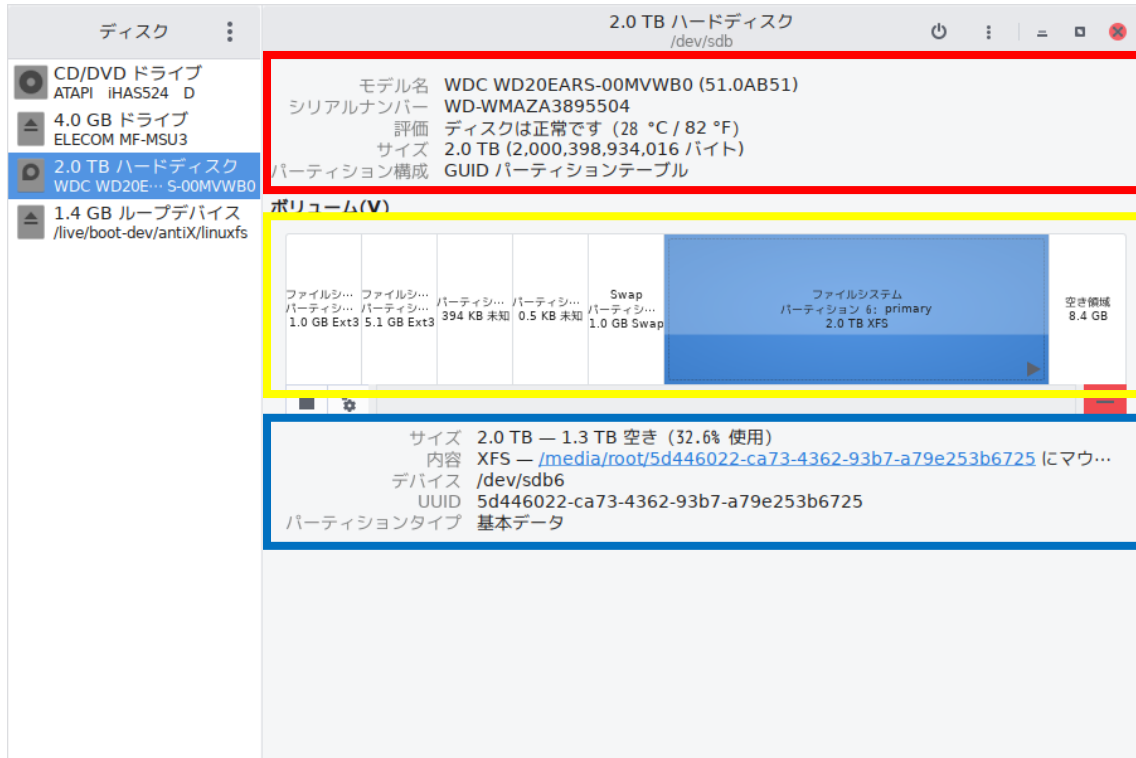 ディスク
2.0 TB ハードディスク
/dev/sdb
CD/DVD ドライブ
ATAPI iHAS524 D
4.0 GB ドライブ
ELECOM MF-MSU3
2.0 TB ハードディスク
WDC WD20E… S-00MVWB0
1.4 GB ループデバイス
/live/boot-dev/antiX/linuxfs
モデル名 WDC WD20EARS-00MVWB0 (51.0AB51)
シリアルナンバー WD-WMAZA3895504
評価 ディスクは正常です (28 °C / 82 °F)
サイズ 2.0 TB (2,000,398,934,016 バイト)
パーティション構成 GUID パーティションテーブル
ボリューム(V)
ファイルシ…
パーティシ…
1.0 GB Ext3
ファイルシ…
パーティシ…
5.1 GB Ext3
パーティシ…
394 KB 未知
パーティシ…
0.5 KB 未知
Swap
パーティシ…
1.0 GB Swap
ファイルシステム
パーティション 6: primary
2.0 TB XFS
空き領域
8.4 GB
サイズ 2.0 TB — 1.3 TB 空き (32.6% 使用)
内容 XFS — /media/root/5d446022-ca73-4362-93b7-a79e253b6725 にマウ…
デバイス /dev/sdb6
UUID 5d446022-ca73-4362-93b7-a79e253b6725
パーティションタイプ 基本データ